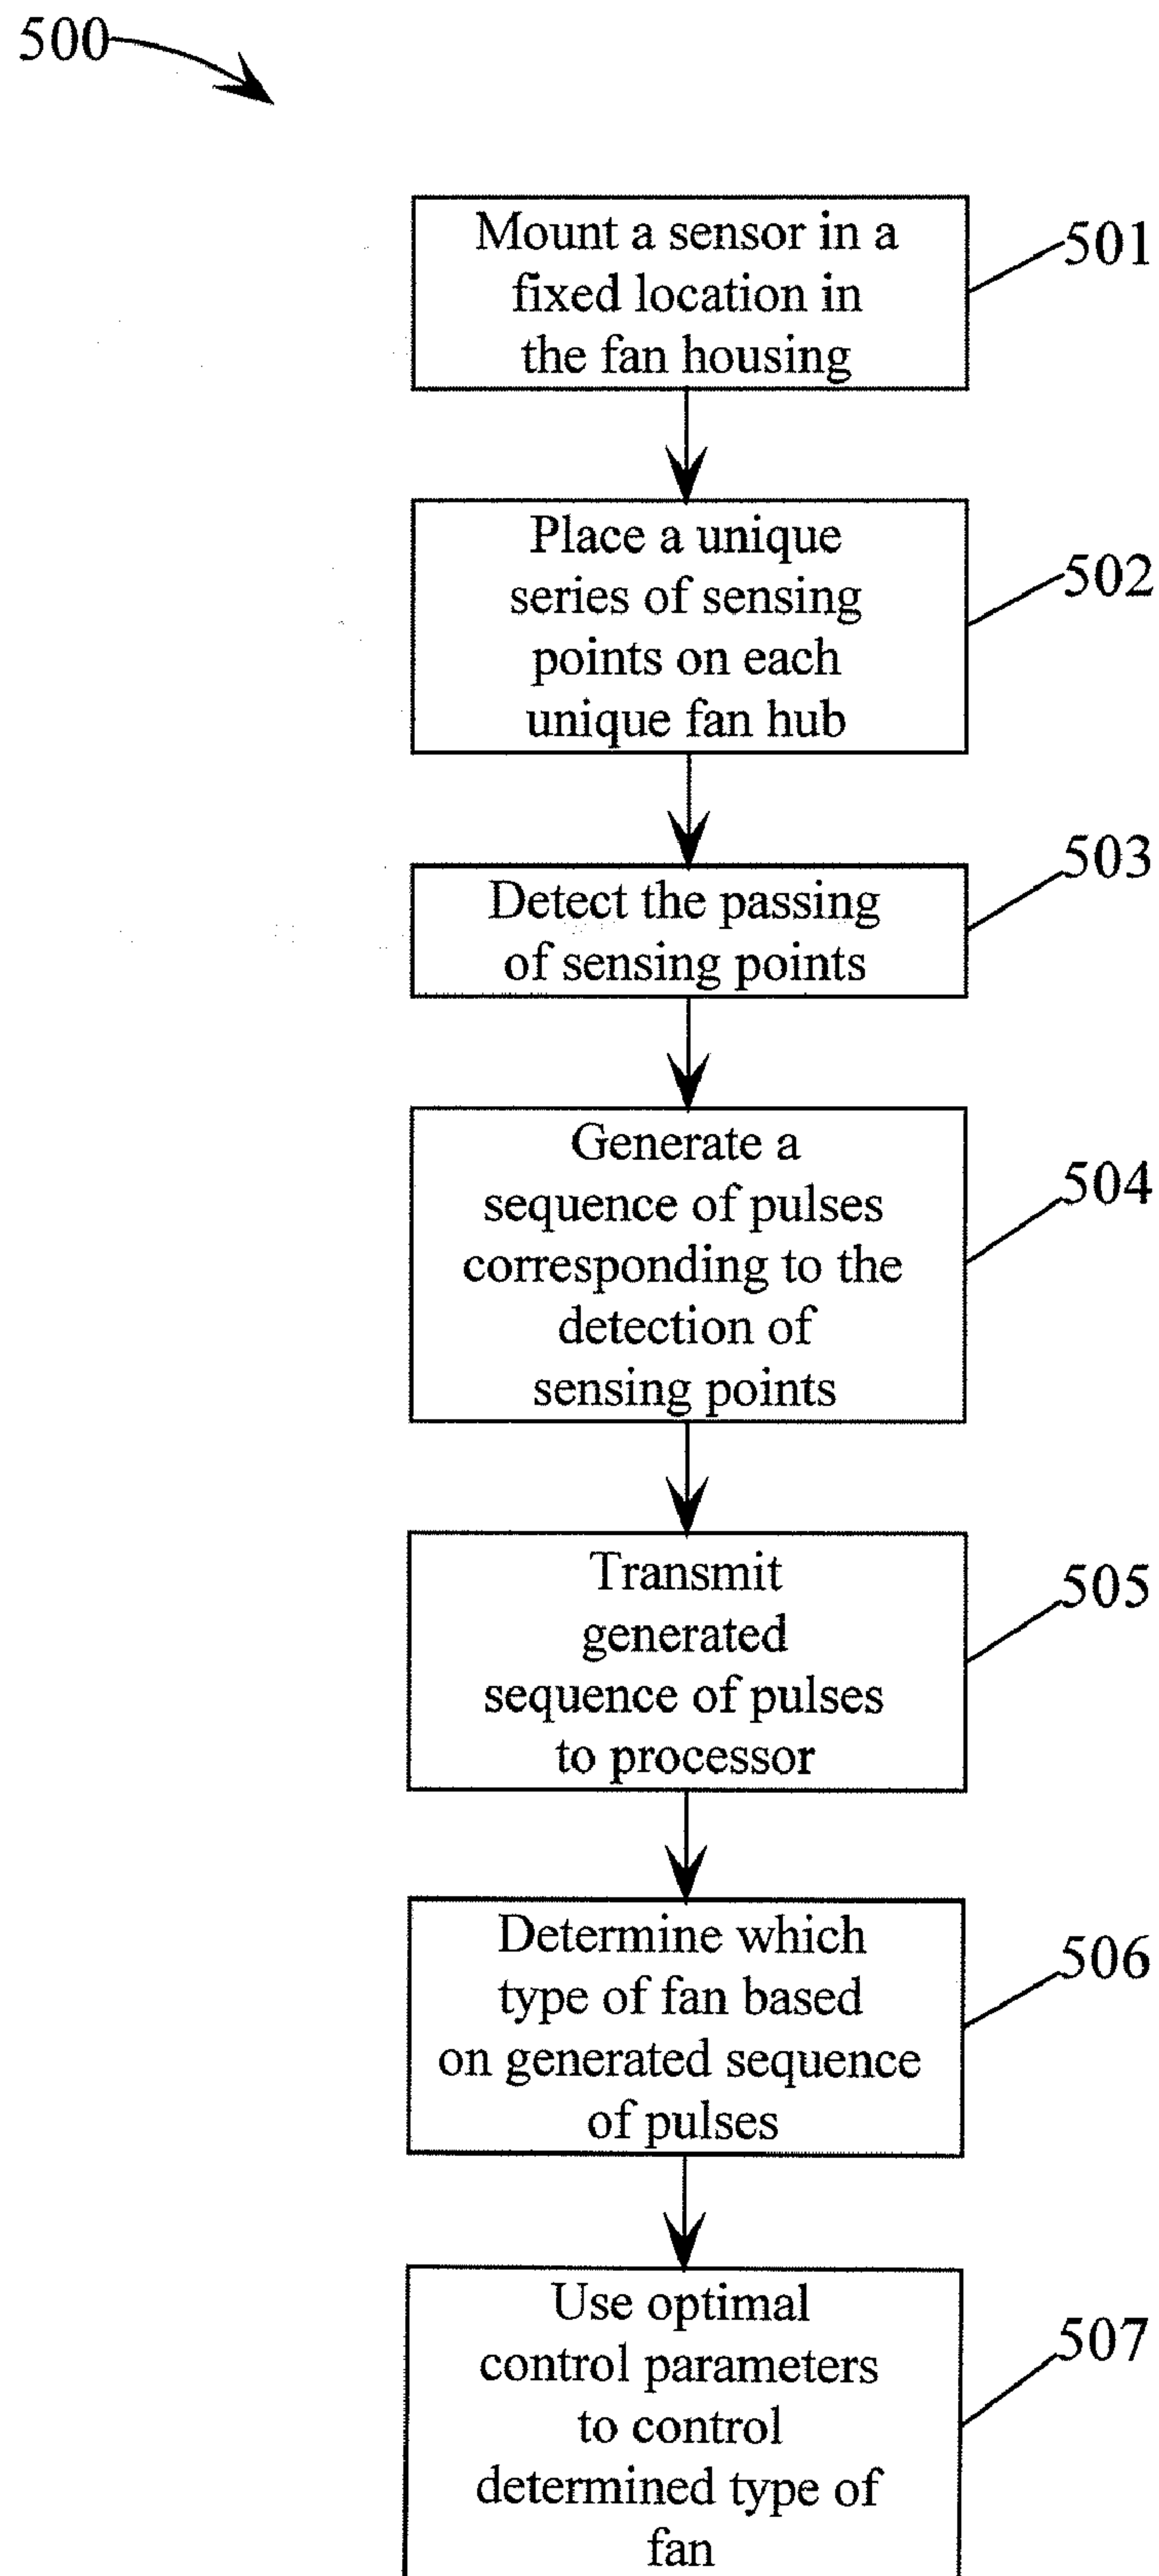 500
Mount a sensor in a
fixed location in
the fan housing
501
Place a unique
series of sensing
points on each
unique fan hub
502
Detect the passing
of sensing points
503
Generate a
sequence of pulses
corresponding to the
detection of
sensing points
504
Transmit
generated
sequence of pulses
to processor
505
Determine which
type of fan based
on generated sequence
of pulses
506
Use optimal
control parameters
to control
determined type of
fan
507